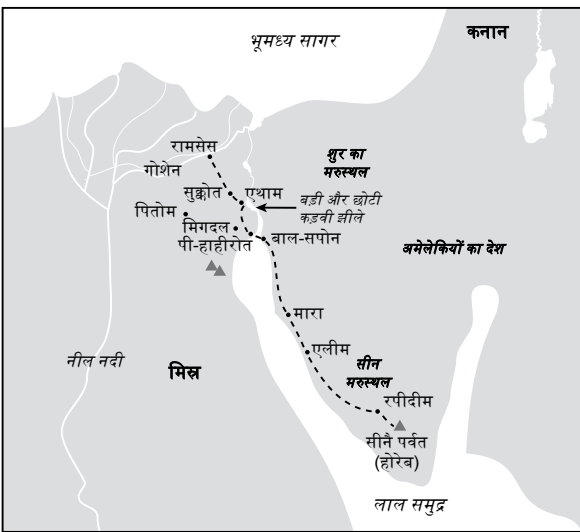 भूमध्य सागर
कनान
रामसेस
गोशेन
शुर का
मरुस्थल
सुक्कोत
एथाम
बड़ी और छोटी
कड़वी झीले
पितोम
मिगदल
पी-हाहीरोत
बाल-सपोन
अमेलेकियों का देश
मारा
एलीम
नील नदी
मिस्र
सीन
मरुस्थल
रपीदीम
सीनै पर्वत
(होरेब)
लाल समुद्र